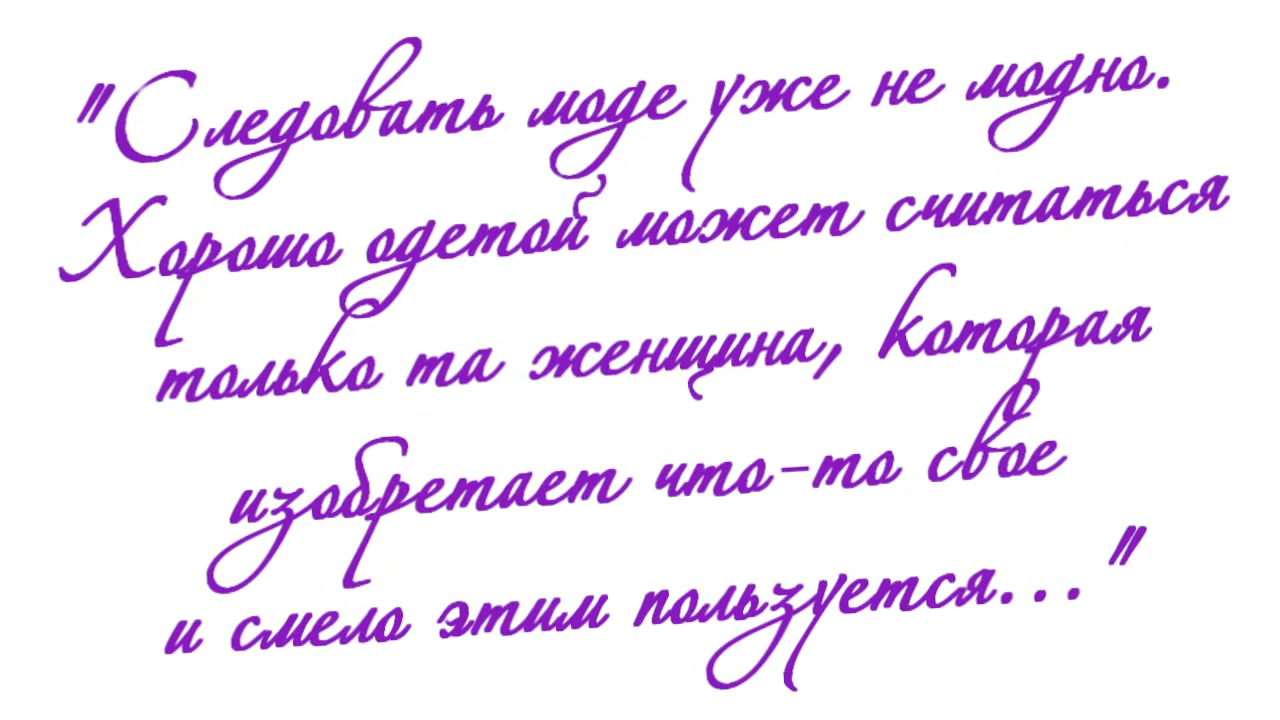 "Следовать моде уже не модно.
Хорошо одетой может считаться
только та женщина, которая
изобретает что-то свое
и смело этим пользуется..."